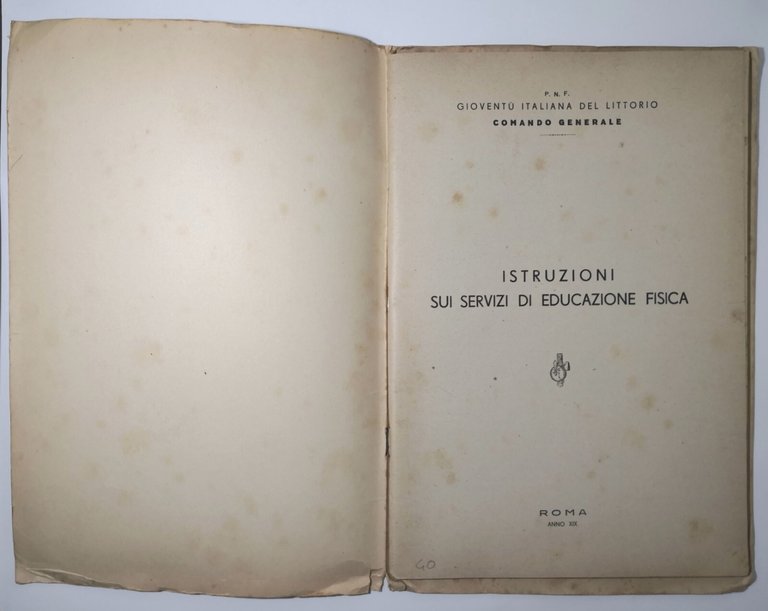 P. N. F.
GIOVENTÙ ITALIANA DEL LITTORIO
COMANDO GENERALE
ISTRUZIONI
SUI SERVIZI DI EDUCAZIONE FISICA
ROMA
ANNO XIX
40